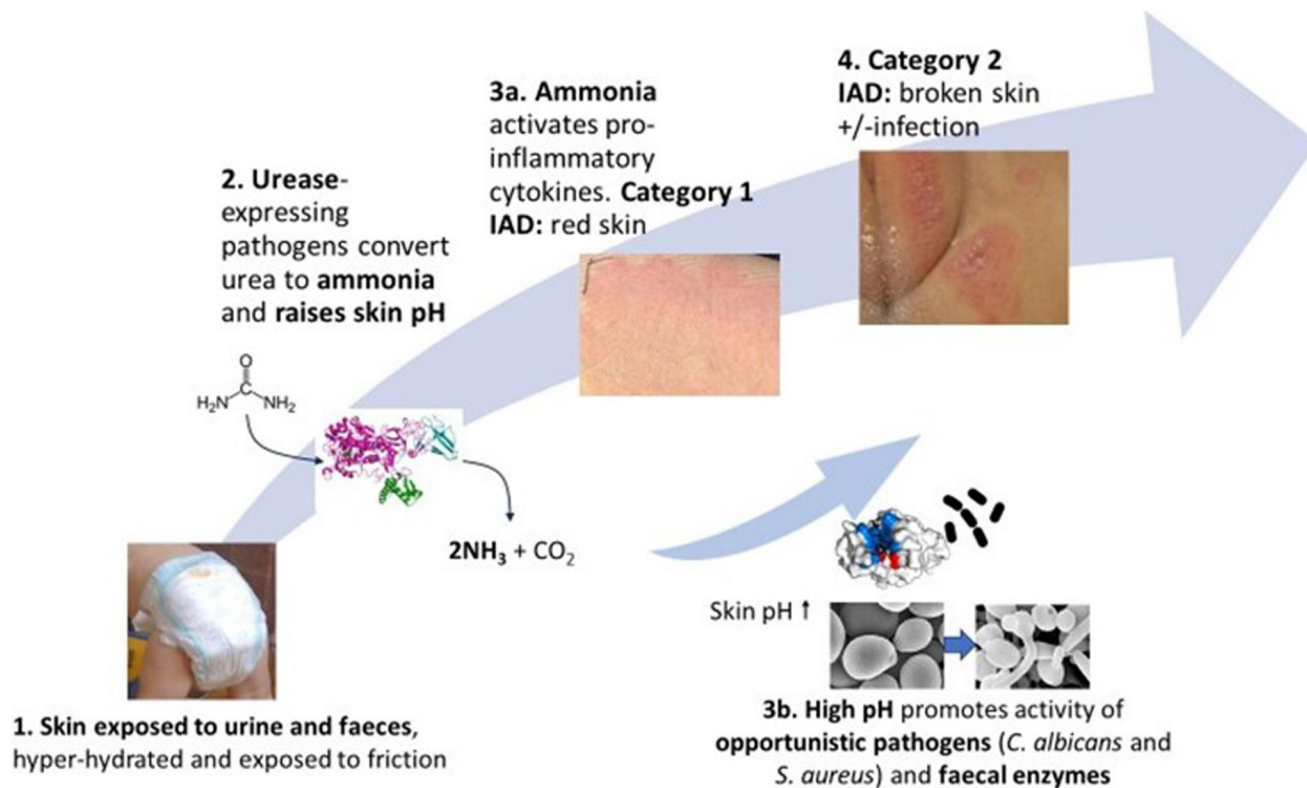 1. Skin exposed to urine and faeces,
hyper-hydrated and exposed to friction
2. Urease-
expressing
pathogens convert
urea to ammonia
and raises skin pH
O
C
H₂N NH₂
2NH₃ + CO₂
3a. Ammonia
activates pro-
inflammatory
cytokines. Category 1
IAD: red skin
Skin pH ↑
3b. High pH promotes activity of
opportunistic pathogens (C. albicans and
S. aureus) and faecal enzymes
4. Category 2
IAD: broken skin
+/-infection